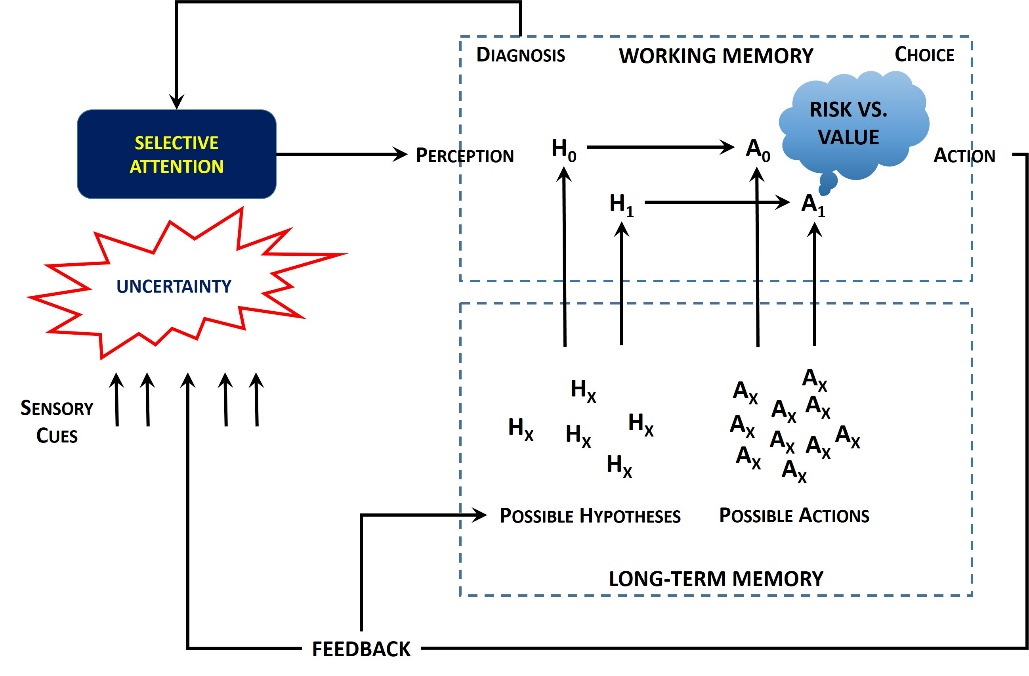 DIAGNOSIS WORKING MEMORY CHOICE
RISK VS.
VALUE
SELECTIVE
ATTENTION
PERCEPTION H0 A0 ACTION
H1 A1
UNCERTAINTY
SENSORY
CUES
HX
HX
HX
HX
HX
AX
AX
AX
AX
AX
AX
AX
AX
AX
AX
POSSIBLE HYPOTHESES POSSIBLE ACTIONS
LONG-TERM MEMORY
FEEDBACK